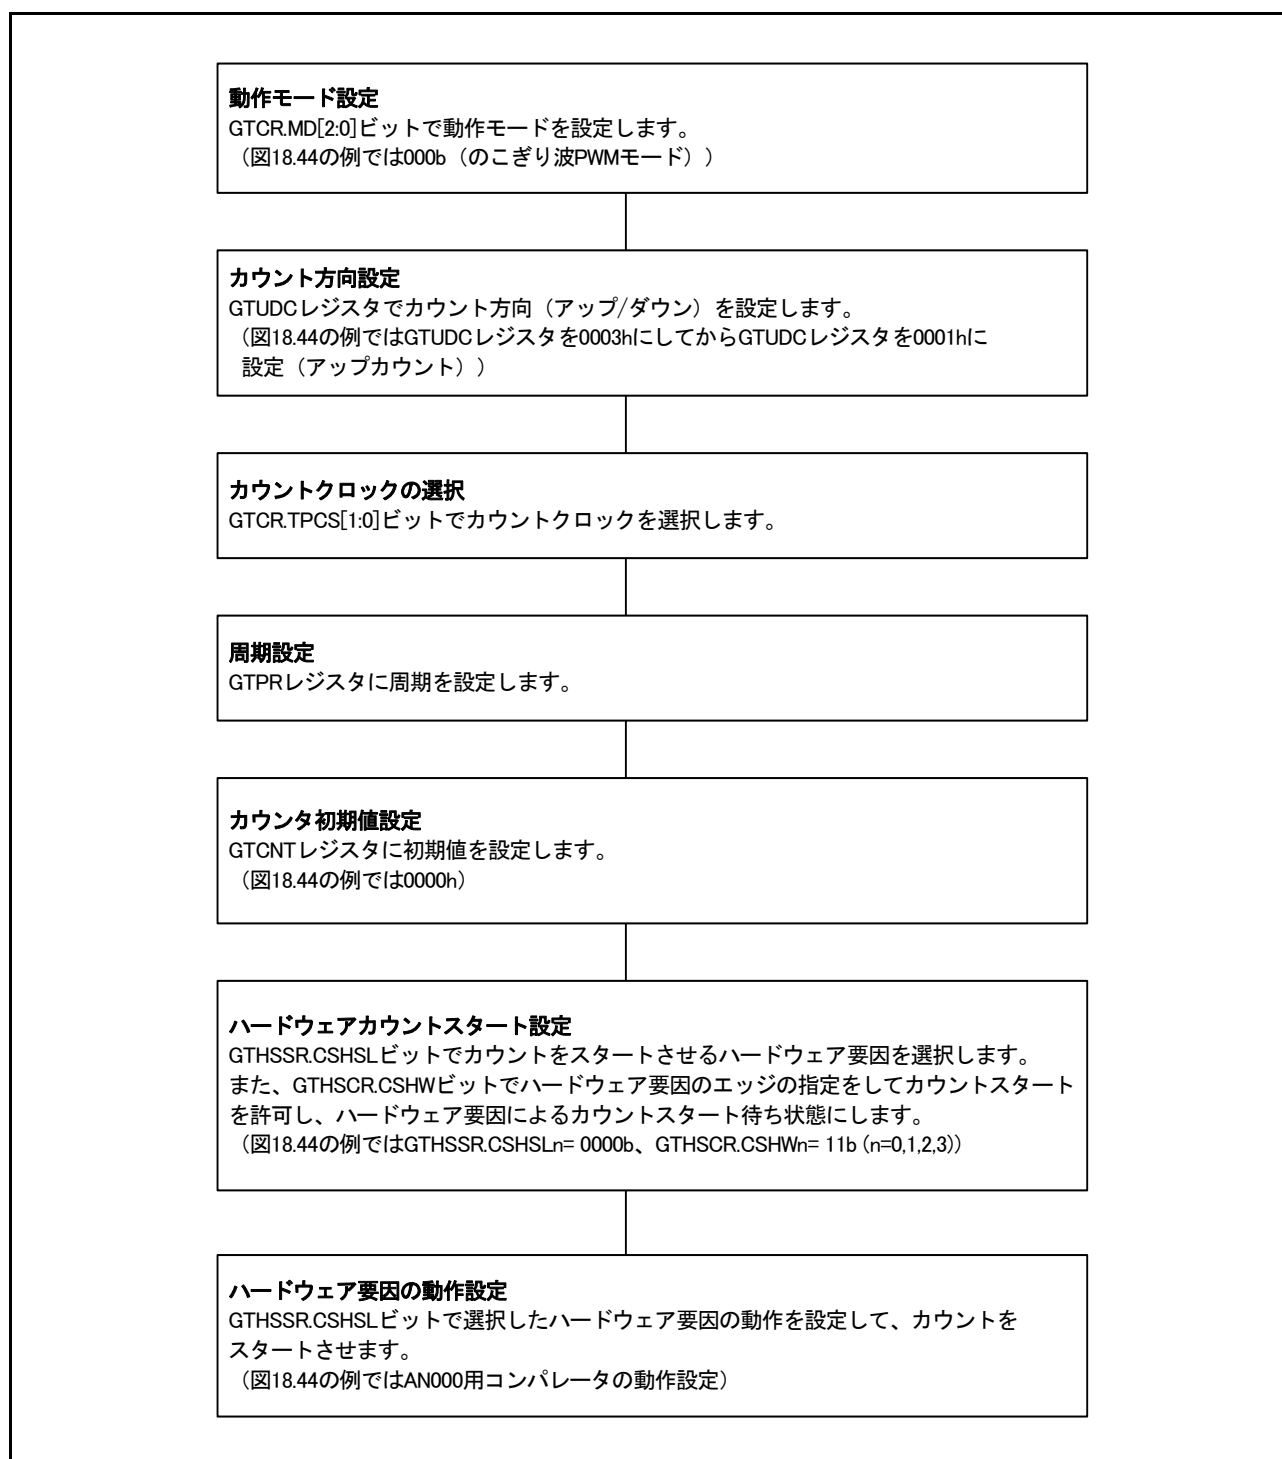 動作モード設定
GTCR.MD[2:0]ビットで動作モードを設定します。
（図18.44の例では000b（のこぎり波PWMモード））
カウント方向設定
GTUDCレジスタでカウント方向（アップ/ダウン）を設定します。
（図18.44の例ではGTUDCレジスタを0003hにしてからGTUDCレジスタを0001hに
設定（アップカウント））
カウントクロックの選択
GTCR.TPCS[1:0]ビットでカウントクロックを選択します。
周期設定
GTPRレジスタに周期を設定します。
カウンタ初期値設定
GTCNTレジスタに初期値を設定します。
（図18.44の例では0000h）
ハードウェアカウントスタート設定
GTHSSR.CSHSLビットでカウントをスタートさせるハードウェア要因を選択します。
また、GTHSCR.CSHWビットでハードウェア要因のエッジの指定をしてカウントスタート
を許可し、ハードウェア要因によるカウントスタート待ち状態にします。
（図18.44の例ではGTHSSR.CSHSLn= 0000b、GTHSCR.CSHWn= 11b (n=0,1,2,3)）
ハードウェア要因の動作設定
GTHSSR.CSHSLビットで選択したハードウェア要因の動作を設定して、カウントを
スタートさせます。
（図18.44の例ではAN000用コンパレータの動作設定）